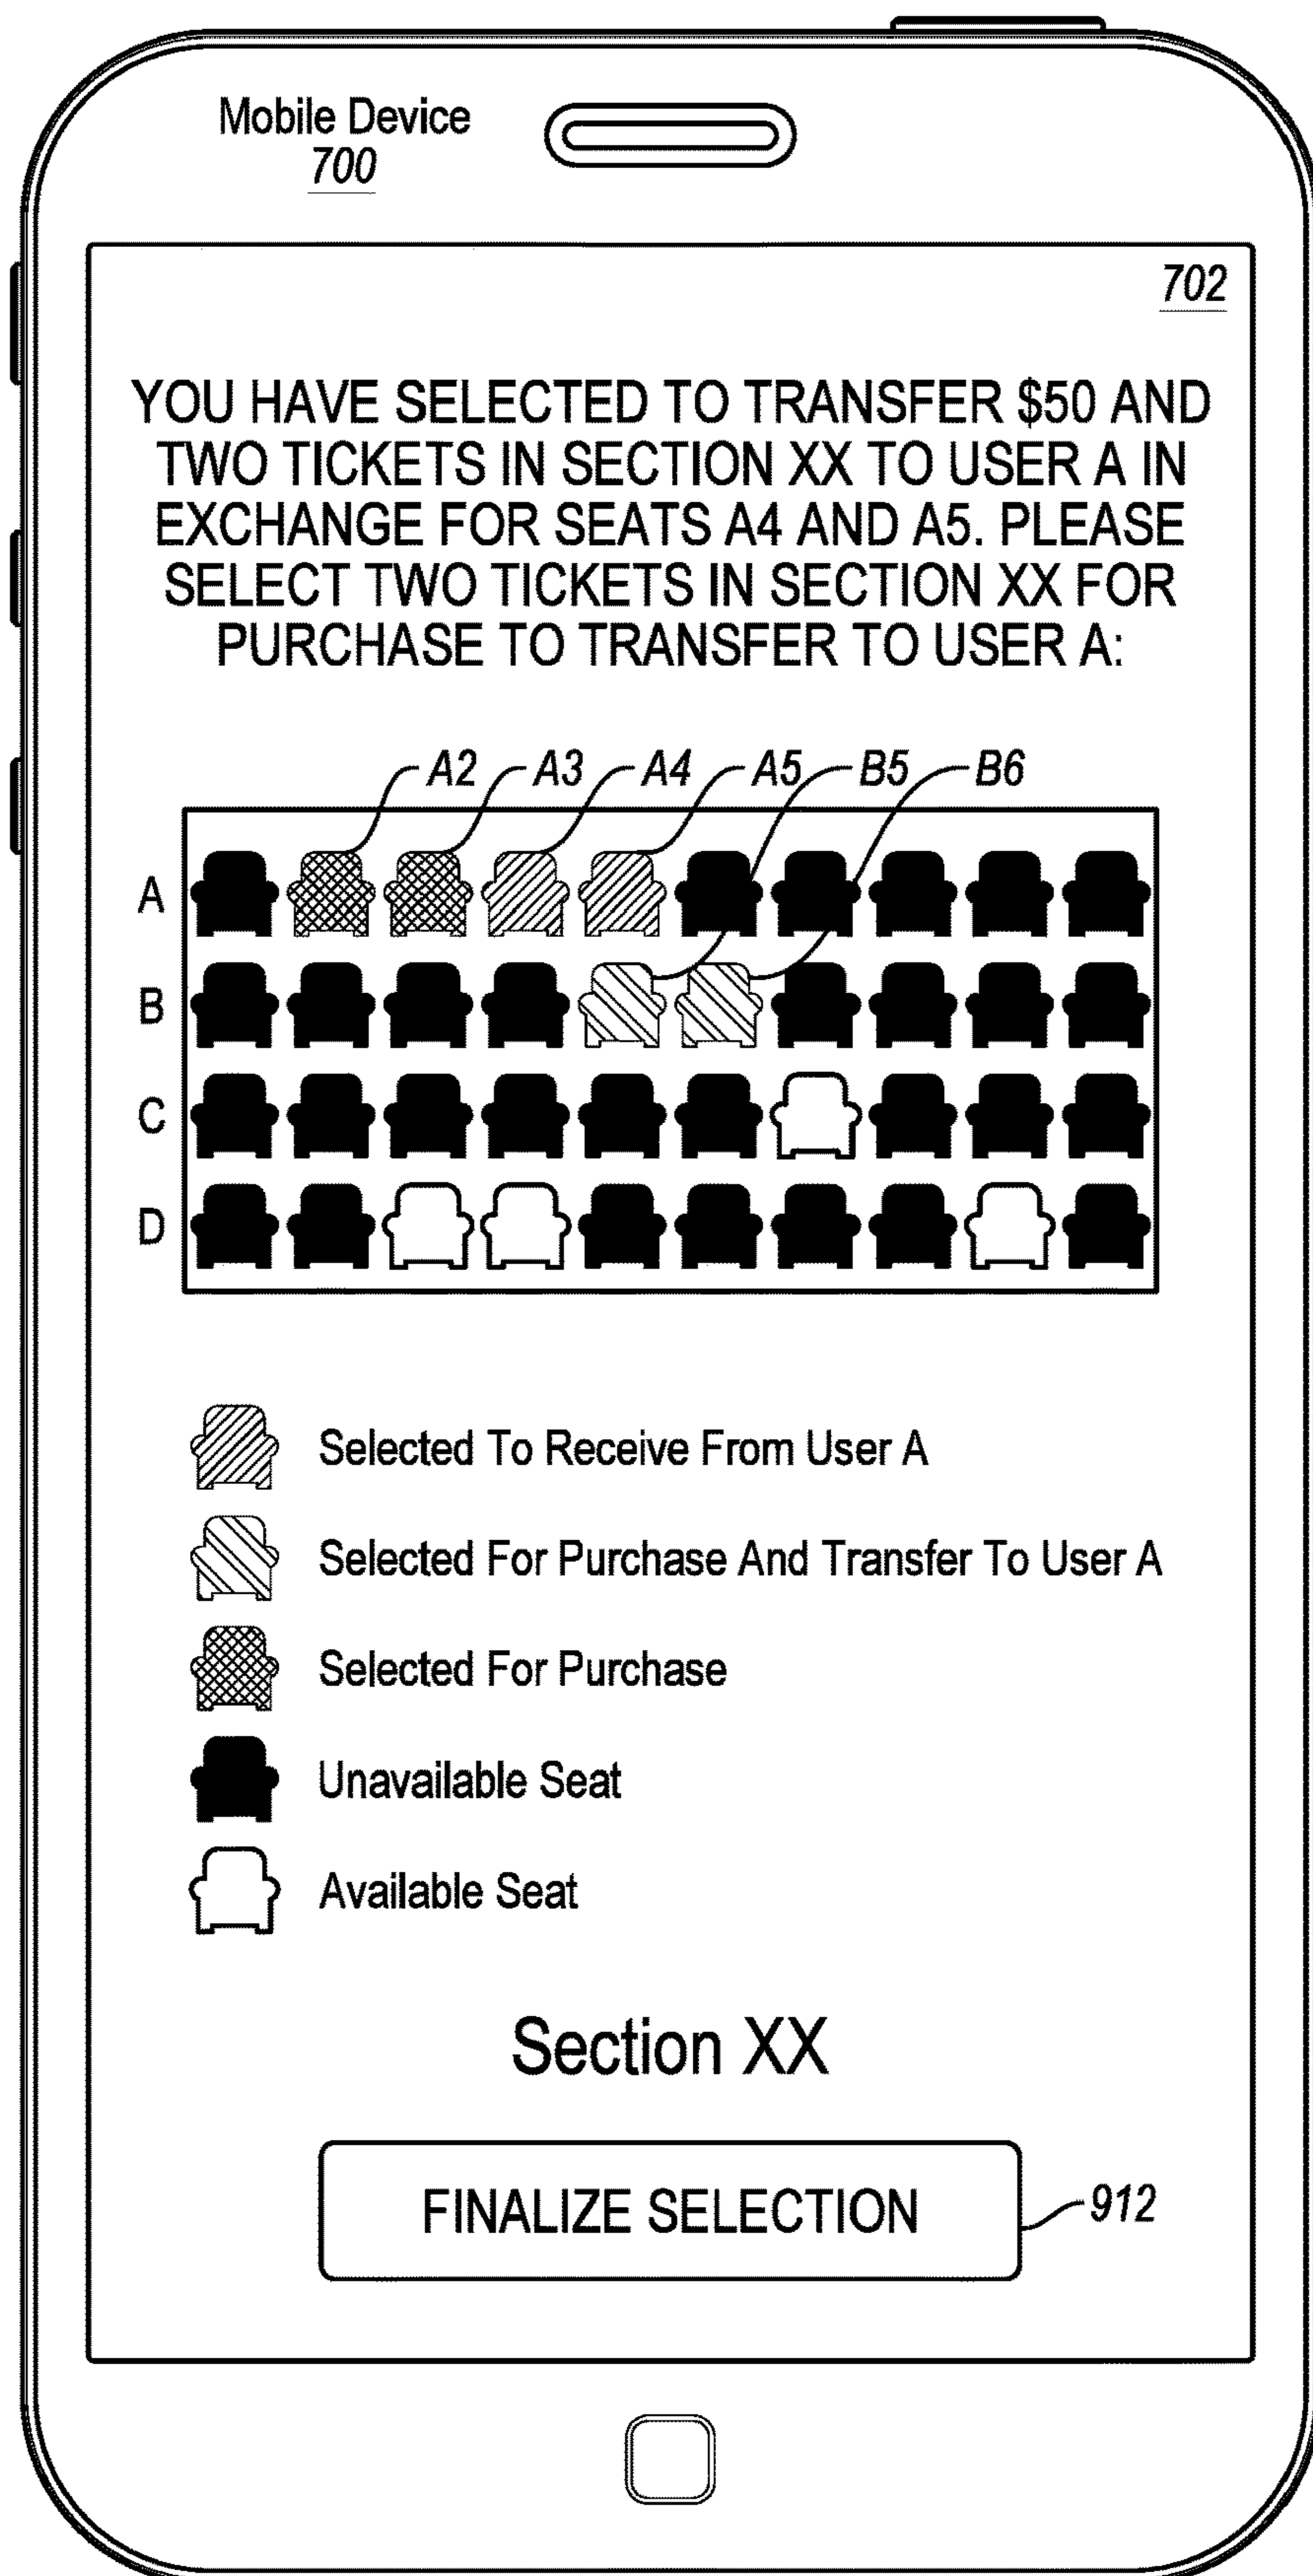 Mobile Device
700
702
YOU HAVE SELECTED TO TRANSFER $50 AND
TWO TICKETS IN SECTION XX TO USER A IN
EXCHANGE FOR SEATS A4 AND A5. PLEASE
SELECT TWO TICKETS IN SECTION XX FOR
PURCHASE TO TRANSFER TO USER A:
A2 A3 A4 A5 B5 B6
A
B
C
D
Selected To Receive From User A
Selected For Purchase And Transfer To User A
Selected For Purchase
Unavailable Seat
Available Seat
Section XX
FINALIZE SELECTION
912